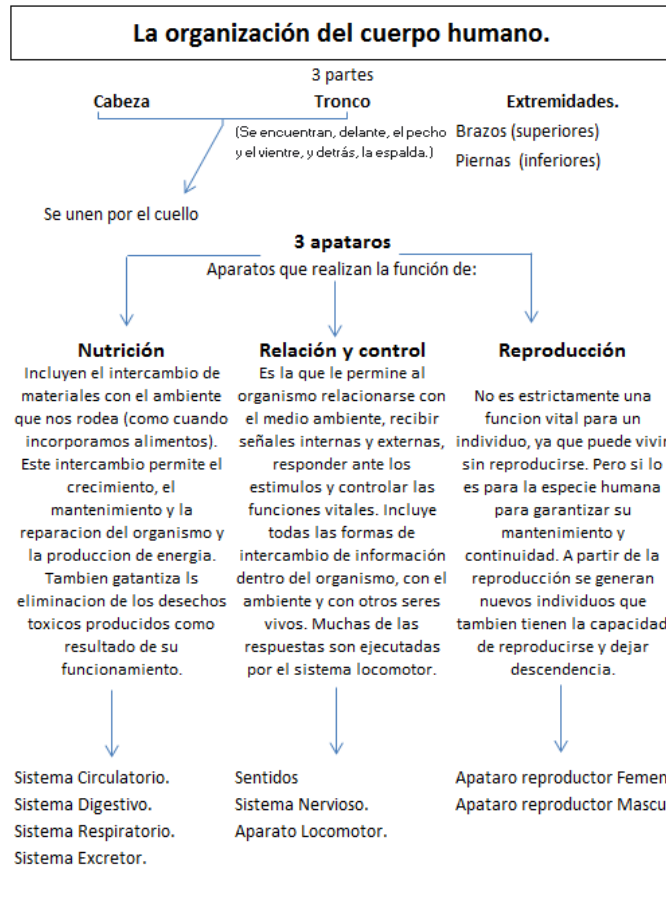 La organización del cuerpo humano.
3 partes
Cabeza
Tronco
(Se encuentran, delante, el pecho
y el vientre, y detrás, la espalda.)
Extremidades.
Brazos (superiores)
Piernas (inferiores)
Se unen por el cuello
3 apataros
Aparatos que realizan la función de:
Nutrición
Incluyen el intercambio de
materiales con el ambiente
que nos rodea (como cuando
incorporamos alimentos).
Este intercambio permite el
crecimiento, el
mantenimiento y la
reparacion del organismo y
la produccion de energia.
Tambien gatantiza ls
eliminacion de los desechos
toxicos producidos como
resultado de su
funcionamiento.
Sistema Circulatorio.
Sistema Digestivo.
Sistema Respiratorio.
Sistema Excretor.
Relación y control
Es la que le permine al
organismo relacionarse con
el medio ambiente, recibir
señales internas y externas,
responder ante los
estimulos y controlar las
funciones vitales. Incluye
todas las formas de
intercambio de información
dentro del organismo, con el
ambiente y con otros seres
vivos. Muchas de las
respuestas son ejecutadas
por el sistema locomotor.
Sentidos
Sistema Nervioso.
Aparato Locomotor.
Reproducción
No es estrictamente una
funcion vital para un
individuo, ya que puede vivir
sin reproducirse. Pero si lo
es para la especie humana
para garantizar su
mantenimiento y
continuidad. A partir de la
reproducción se generan
nuevos individuos que
tambien tienen la capacidad
de reproducirse y dejar
descendencia.
Apataro reproductor Femen
Apataro reproductor Mascu